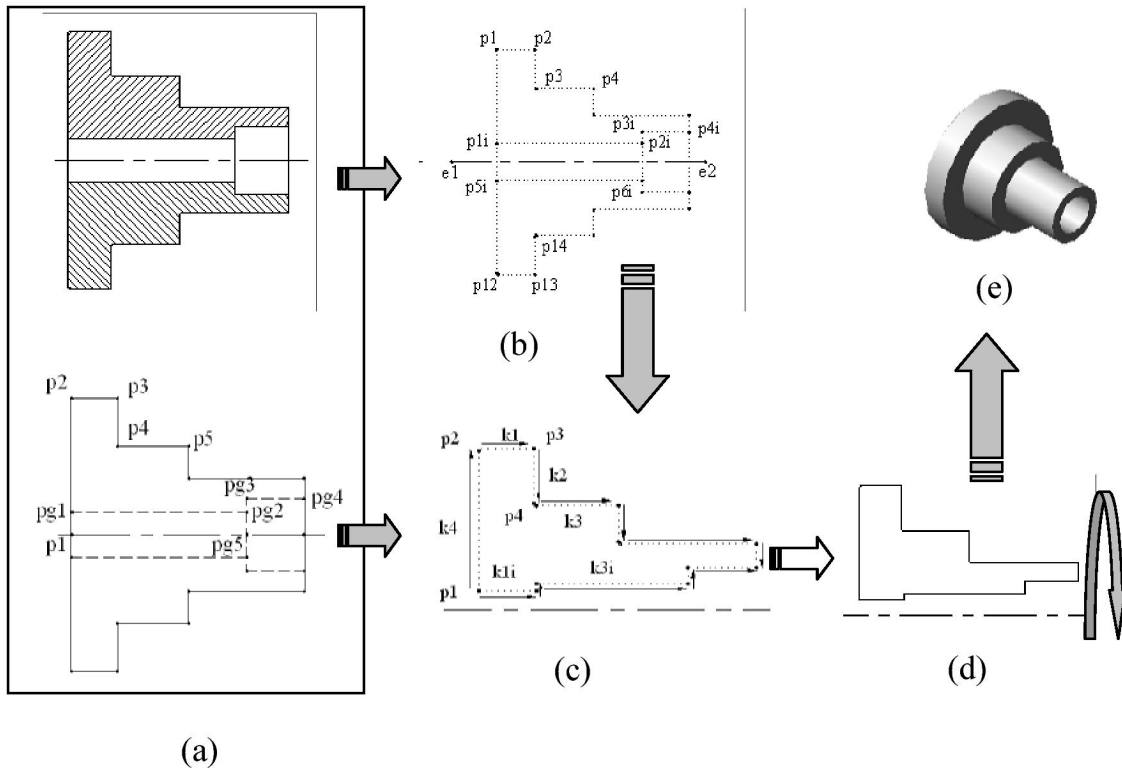 p2 p3
p4 p5
pg3
pg4
pg1 pg2
p1 pg5
(a)
p1 p2
p3 p4
p3i p4i
p1i p2i
e1 e2
p5i p6i
p14
p12 p13
(b)
p2 k1 p3
k2
p4 k3
k4
k1i k3i
p1
(c)
(d)
(e)